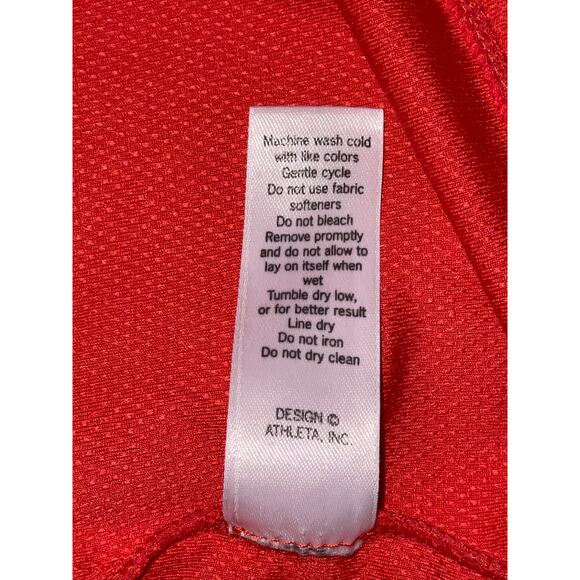 Machine wash cold
with like colors
Gentle cycle
Do not use fabric
softeners
Do not bleach
Remove promptly
and do not allow to
lay on itself when
wet
Tumble dry low,
or for better result
Line dry
Do not iron
Do not dry clean
DESIGN ©
ATHLETA, INC.